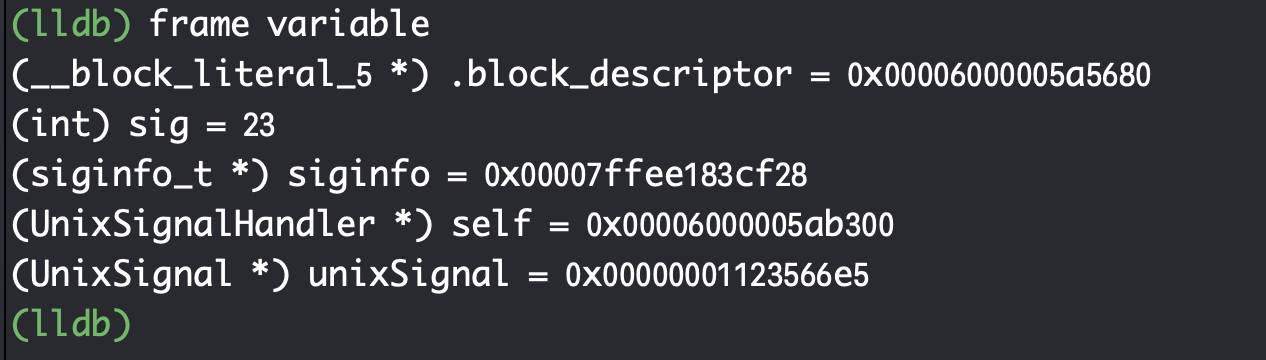 (lldb) frame variable
(__block_literal_5 *) .block_descriptor = 0x00006000005a5680
(int) sig = 23
(siginfo_t *) siginfo = 0x00007ffee183cf28
(UnixSignalHandler *) self = 0x00006000005ab300
(UnixSignal *) unixSignal = 0x00000001123566e5
(lldb)